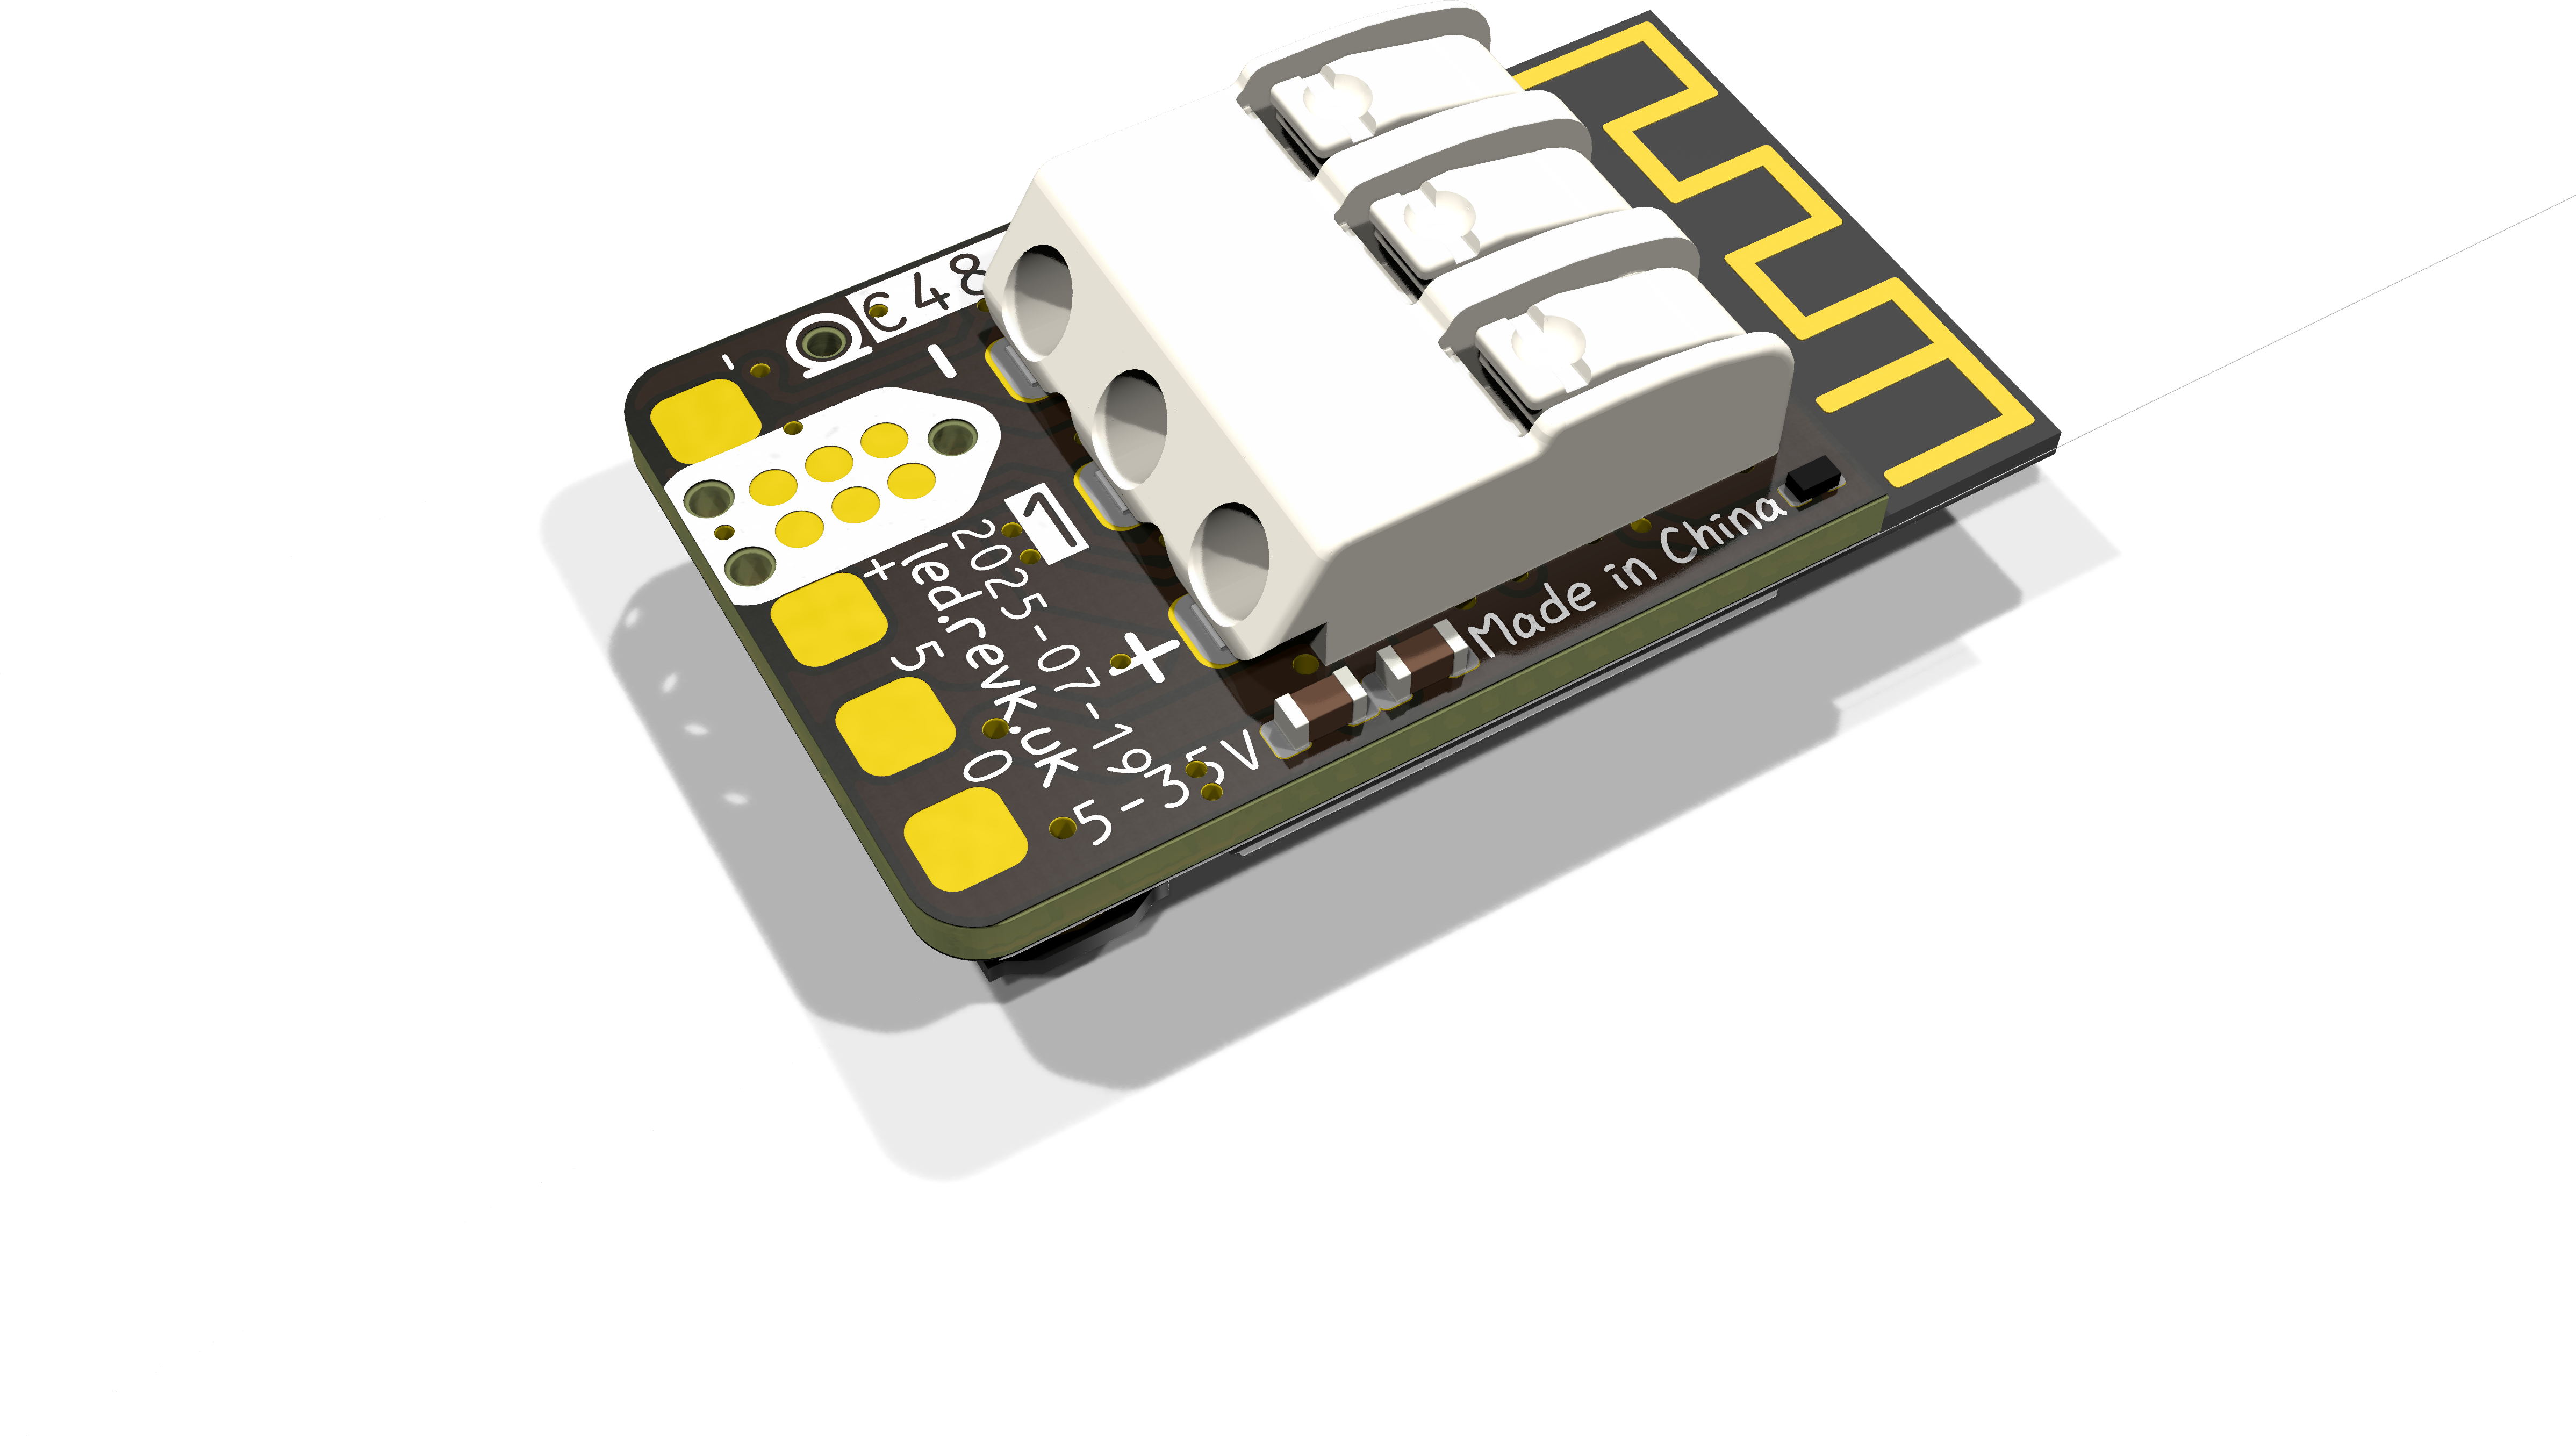 Q
C48
-
-
1
+
2025-07-19
led.revk.uk
+
5
0
5-35V
Made in China